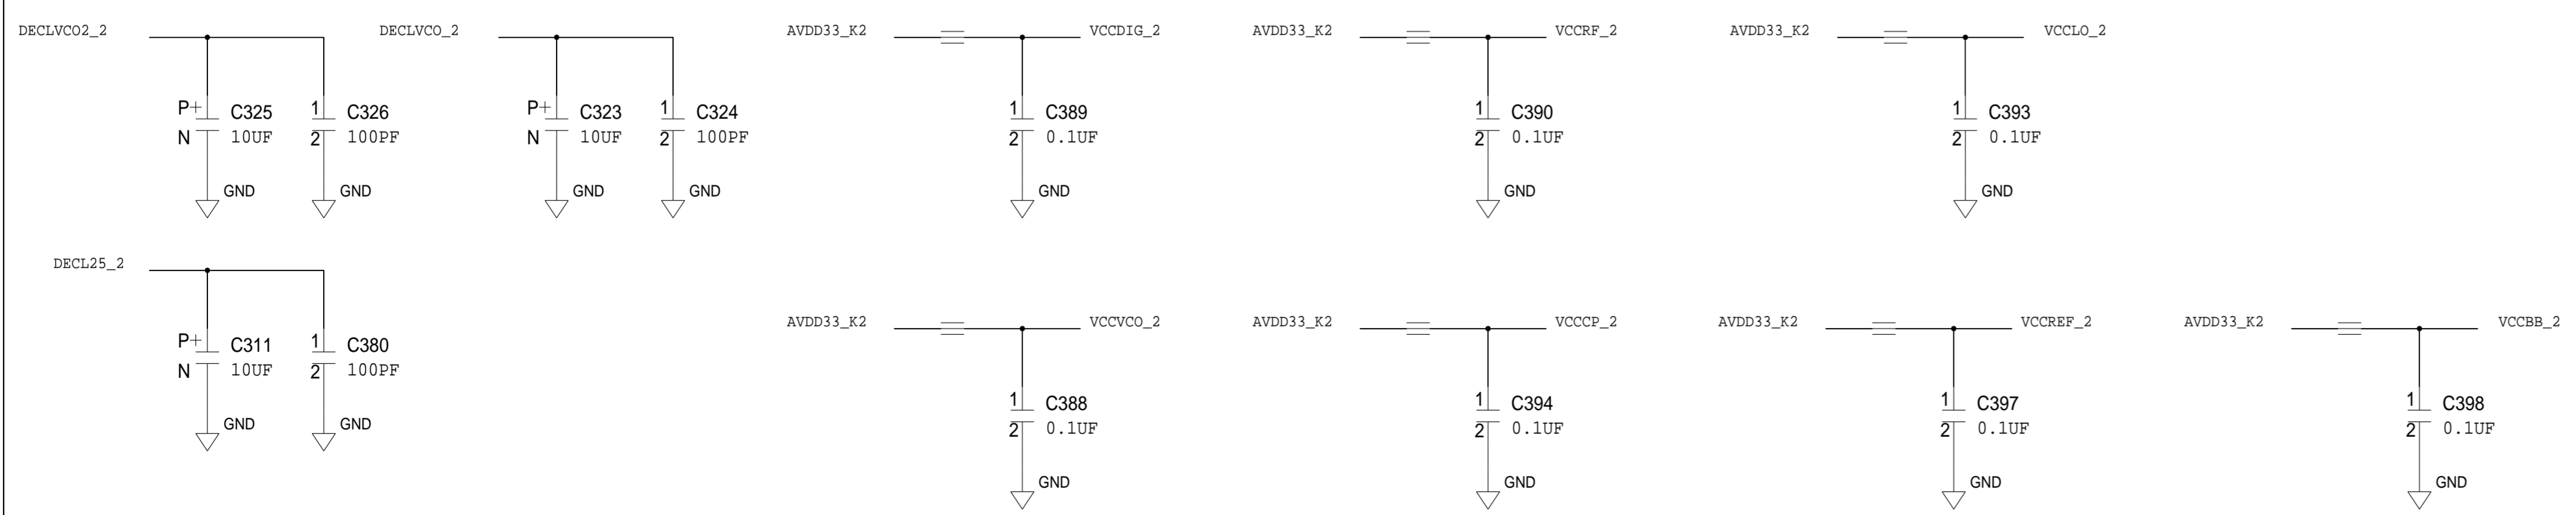 DECLVCO2_2 DECLVCO_2 AVDD33_K2 VCCDIG_2 AVDD33_K2 VCCRF_2 AVDD33_K2 VCCLO_2
P+ C325 1 C326 P+ C323 1 C324 1 C389 1 C390 1 C393
N 10UF 2 100PF N 10UF 2 100PF 2 0.1UF 2 0.1UF 2 0.1UF
GND GND GND GND GND GND GND
DECL25_2
AVDD33_K2 VCCVCO_2 AVDD33_K2 VCCCP_2 AVDD33_K2 VCCREF_2 AVDD33_K2 VCCBB_2
P+ C311 1 C380
N 10UF 2 100PF
1 C388 1 C394 1 C397 1 C398
GND GND 2 0.1UF 2 0.1UF 2 0.1UF 2 0.1UF
GND GND GND GND